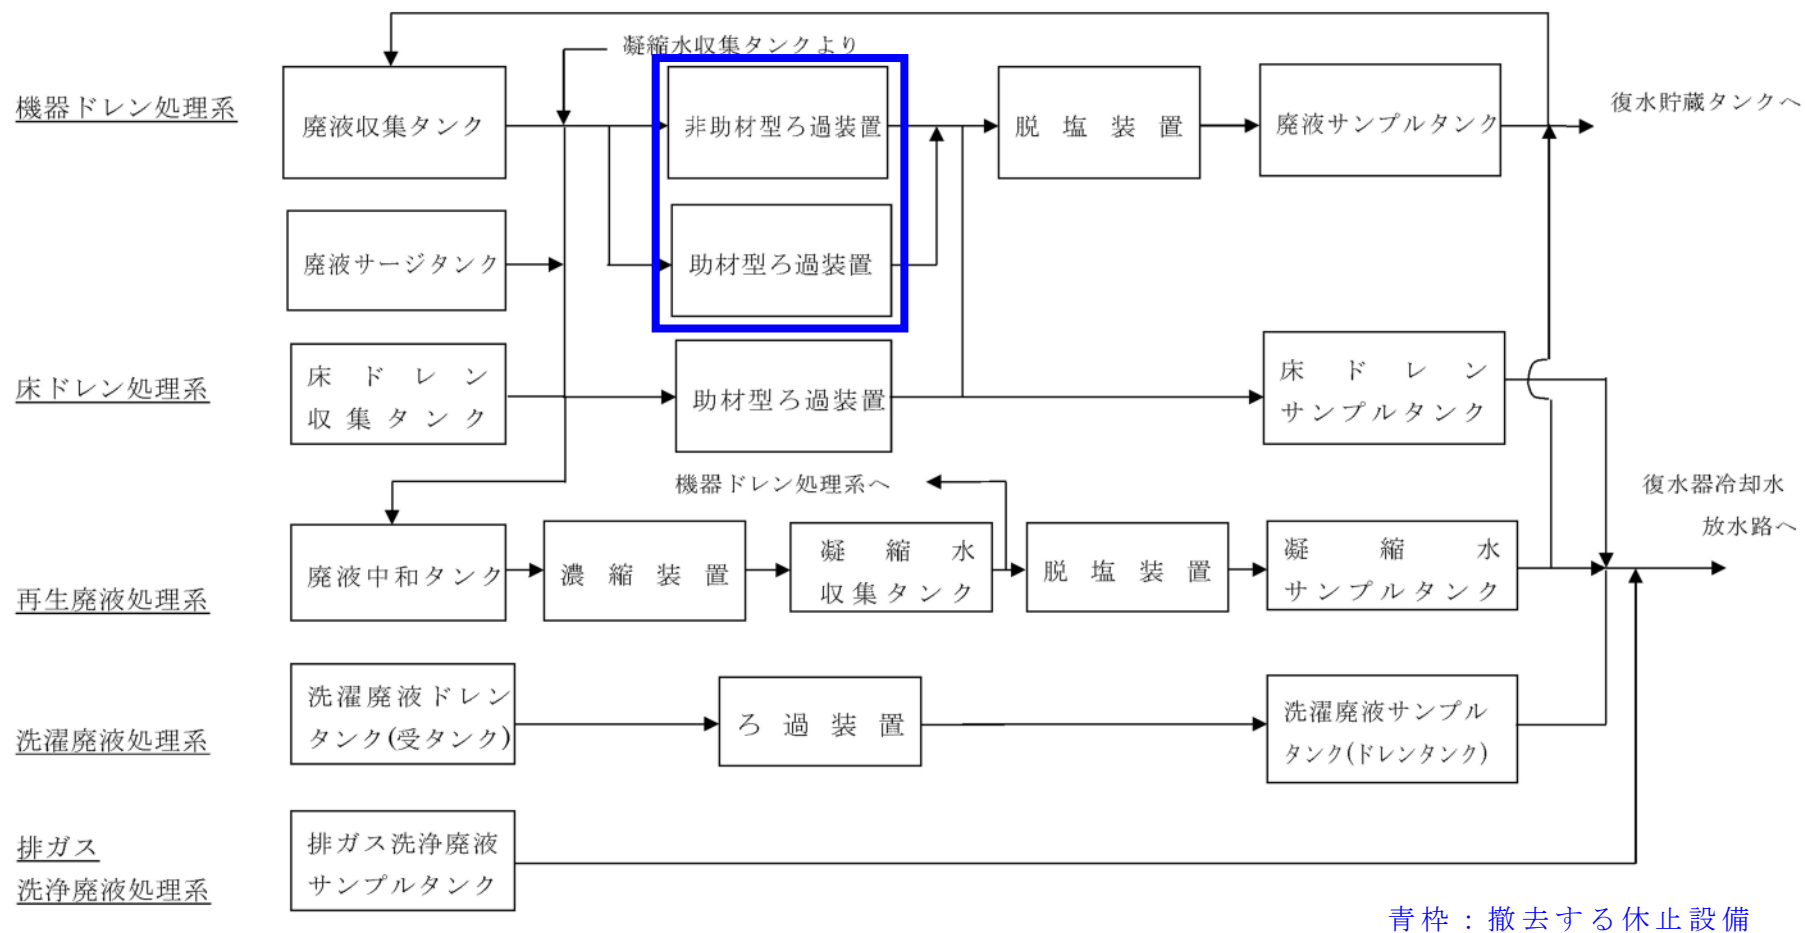 凝縮水収集タンクより
機器ドレン処理系
廃液収集タンク
非助材型ろ過装置
脱塩装置
廃液サンプルタンク
復水貯蔵タンクへ
廃液サージタンク
助材型ろ過装置
床ドレン処理系
床ドレン
収集タンク
助材型ろ過装置
床ドレン
サンプルタンク
機器ドレン処理系へ
復水器冷却水
放水路へ
再生廃液処理系
廃液中和タンク
濃縮装置
凝縮水
収集タンク
脱塩装置
凝縮水
サンプルタンク
洗濯廃液処理系
洗濯廃液ドレン
タンク(受タンク)
ろ過装置
洗濯廃液サンプル
タンク(ドレンタンク)
排ガス
洗浄廃液処理系
排ガス洗浄廃液
サンプルタンク
青枠：撤去する休止設備